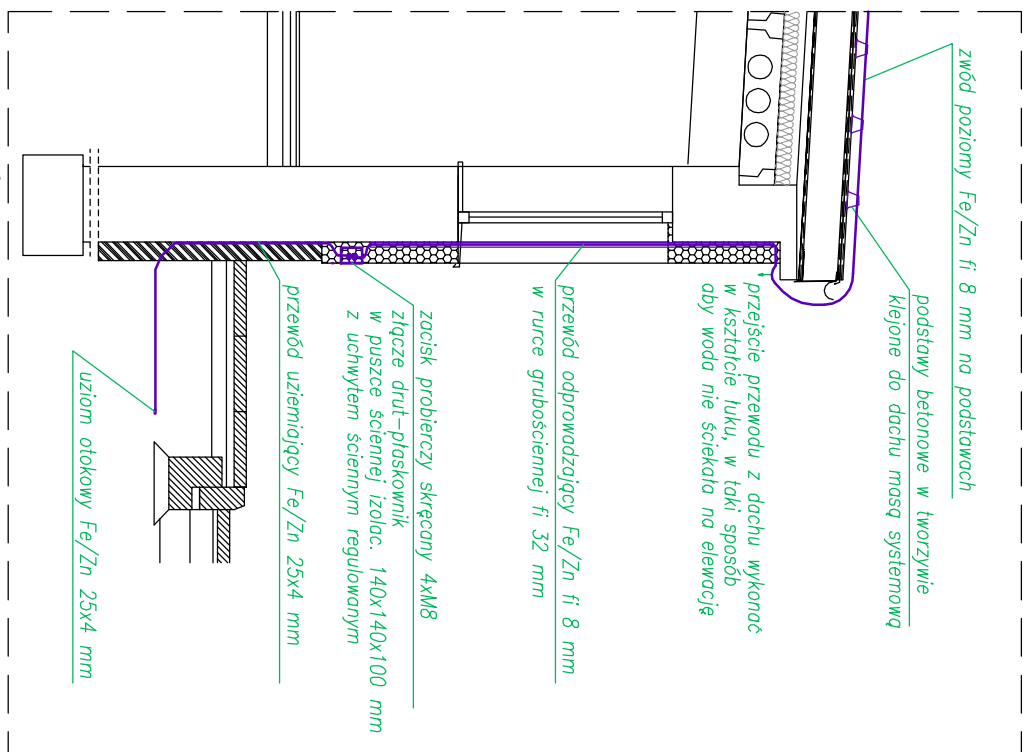 zwód poziomy Fe/Zn fi 8 mm na podstawach
podstawy betonowe w tworzywie
klejone do dachu masą systemową
przejście przewodu z dachu wykonać
w kształcie łuku, w taki sposób
aby woda nie ściekała na elewację
przewód odprowadzający Fe/Zn fi 8 mm
w rurce grubościennej fi 32 mm
zacisk probierczy skręcany 4xM8
złącze drut-płaskownik
w puszce ściennej izolac. 140x140x100 mm
z uchwytem ściennym regulowanym
przewód uziemiający Fe/Zn 25x4 mm
uziom otokowy Fe/Zn 25x4 mm